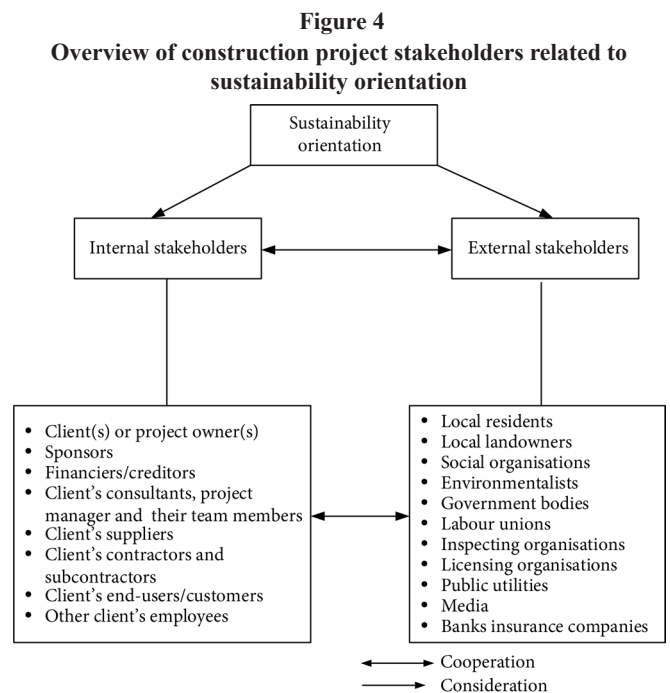 Figure 4
Overview of construction project stakeholders related to
sustainability orientation
Sustainability
orientation
Internal stakeholders
External stakeholders
• Client(s) or project owner(s)
• Sponsors
• Financiers/creditors
• Client's consultants, project
manager and their team members
• Client's suppliers
• Client's contractors and
subcontractors
• Client's end-users/customers
• Other client's employees
• Local residents
• Local landowners
• Social organisations
• Environmentalists
• Government bodies
• Labour unions
• Inspecting organisations
• Licensing organisations
• Public utilities
• Media
• Banks insurance companies
Cooperation
Consideration